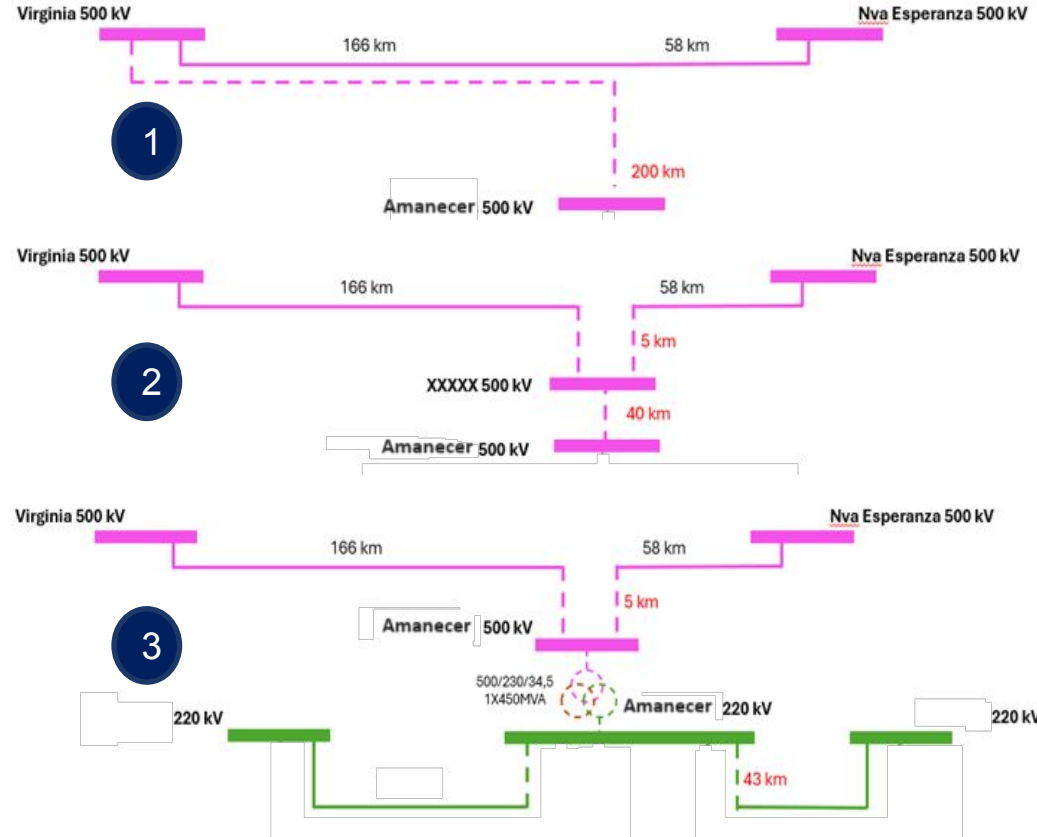 Virginia 500 kV
Nva Esperanza 500 kV
166 km
58 km
1
200 km
Amanecer 500 kV
Virginia 500 kV
Nva Esperanza 500 kV
166 km
58 km
5 km
2
XXXXX 500 kV
40 km
Amanecer 500 kV
Virginia 500 kV
Nva Esperanza 500 kV
166 km
58 km
5 km
3
Amanecer 500 kV
500/230/34,5
1X450MVA
Amanecer 220 kV
220 kV
220 kV
43 km